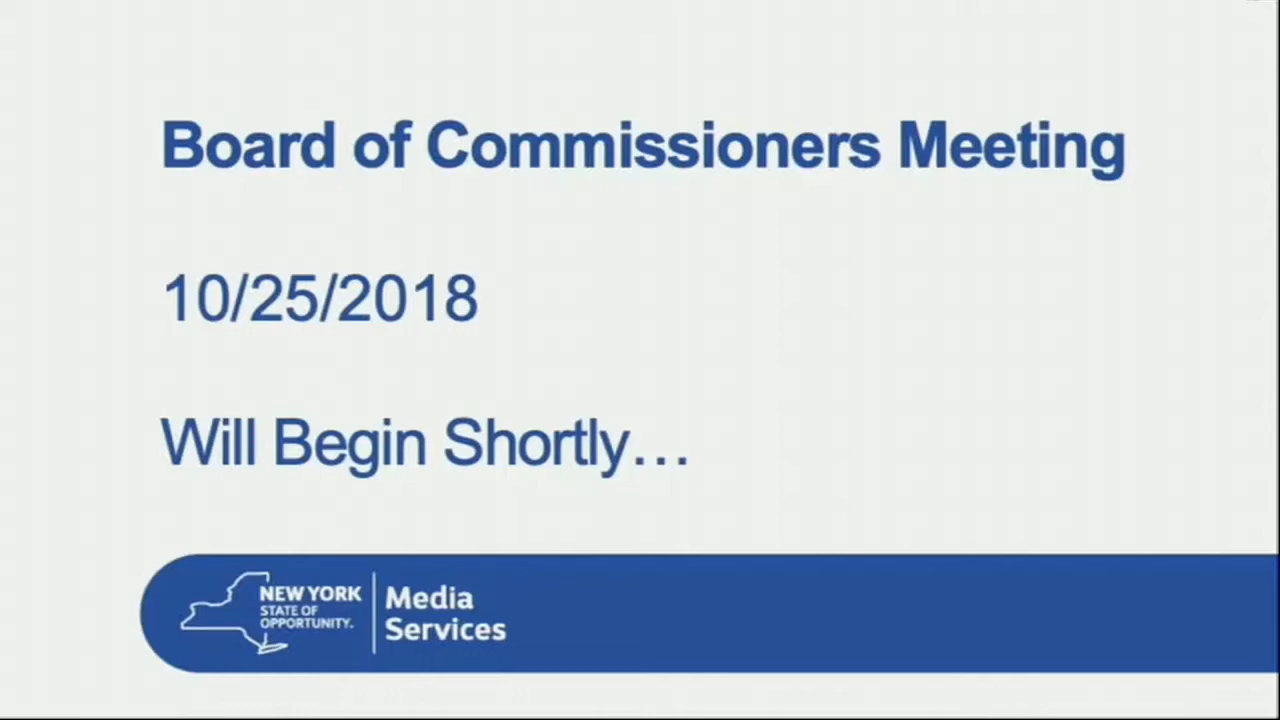 Board of Commissioners Meeting
10/25/2018
Will Begin Shortly...
NEW YORK
STATE OF
OPPORTUNITY.
Media
Services